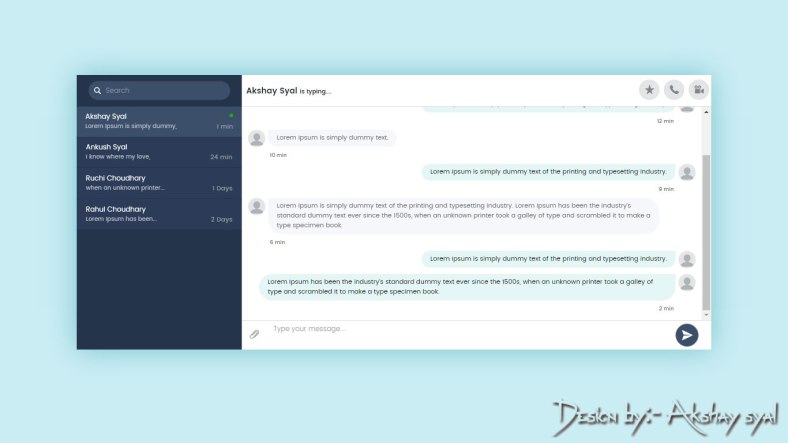 Search
Akshay Syal
Lorem Ipsum is simply dummy,
1 min
Ankush Syal
i know where my love,
24 min
Ruchi Choudhary
when an unknown printer...
1 Days
Rahul Choudhary
Lorem Ipsum has been...
2 Days
Akshay Syal is typing...
12 min
Lorem Ipsum is simply dummy text.
10 min
Lorem Ipsum is simply dummy text of the printing and typesetting industry.
9 min
Lorem Ipsum is simply dummy text of the printing and typesetting industry. Lorem Ipsum has been the industry's
standard dummy text ever since the 1500s, when an unknown printer took a galley of type and scrambled it to make a
type specimen book.
6 min
Lorem Ipsum is simply dummy text of the printing and typesetting industry.
Lorem Ipsum has been the industry's standard dummy text ever since the 1500s, when an unknown printer took a galley of
type and scrambled it to make a type specimen book.
2 min
Type your message...
Design by:- Akshay syal